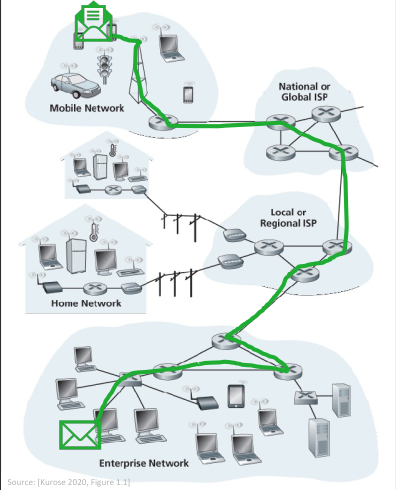 Mobile Network
National or
Global ISP
Local or
Regional ISP
Home Network
Enterprise Network
Source: [Kurose 2020, Figure 1.1]